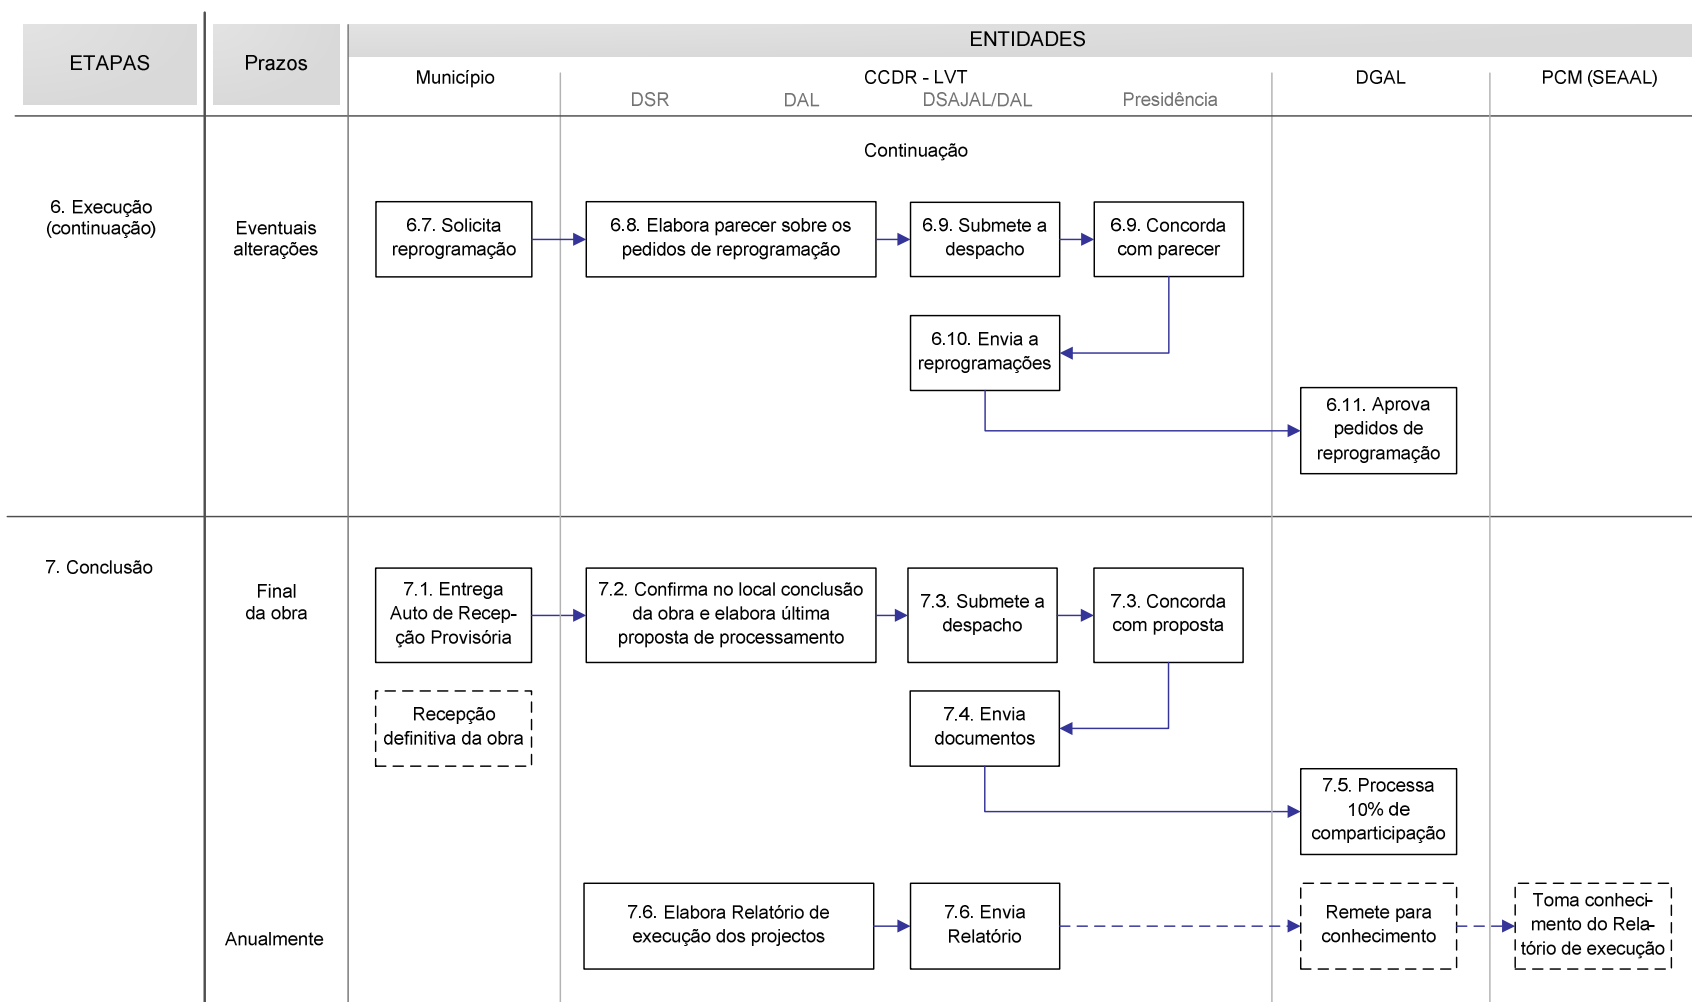 ETAPAS
Prazos
ENTIDADES
Município
CCDR - LVT
DGAL
PCM (SEAAL)
DSR
DAL
DSAJAL/DAL
Presidência
Continuação
6. Execução
(continuação)
Eventuais
alterações
6.7. Solicita
reprogramação
6.8. Elabora parecer sobre os
pedidos de reprogramação
6.9. Submete a
despacho
6.9. Concorda
com parecer
6.10. Envia a
reprogramações
6.11. Aprova
pedidos de
reprogramação
7. Conclusão
Final
da obra
7.1. Entrega
Auto de Recep-
ção Provisória
7.2. Confirma no local conclusão
da obra e elabora última
proposta de processamento
7.3. Submete a
despacho
7.3. Concorda
com proposta
Recepção
definitiva da obra
7.4. Envia
documentos
7.5. Processa
10% de
comparticipação
Anualmente
7.6. Elabora Relatório de
execução dos projectos
7.6. Envia
Relatório
Remete para
conhecimento
Toma conheci-
mento do Rela-
tório de execução